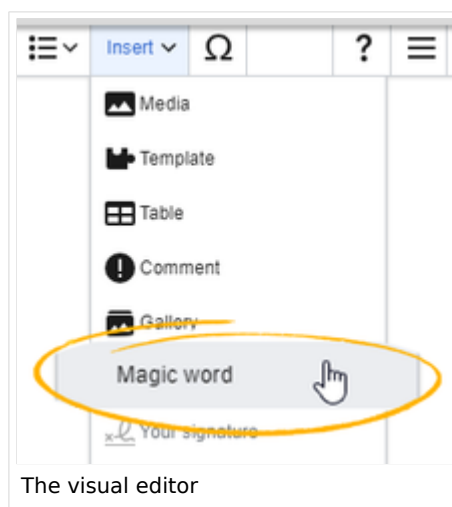 Insert Ω ?
Media
Template
Table
Comment
Gallery
Magic word
Your signature
The visual editor